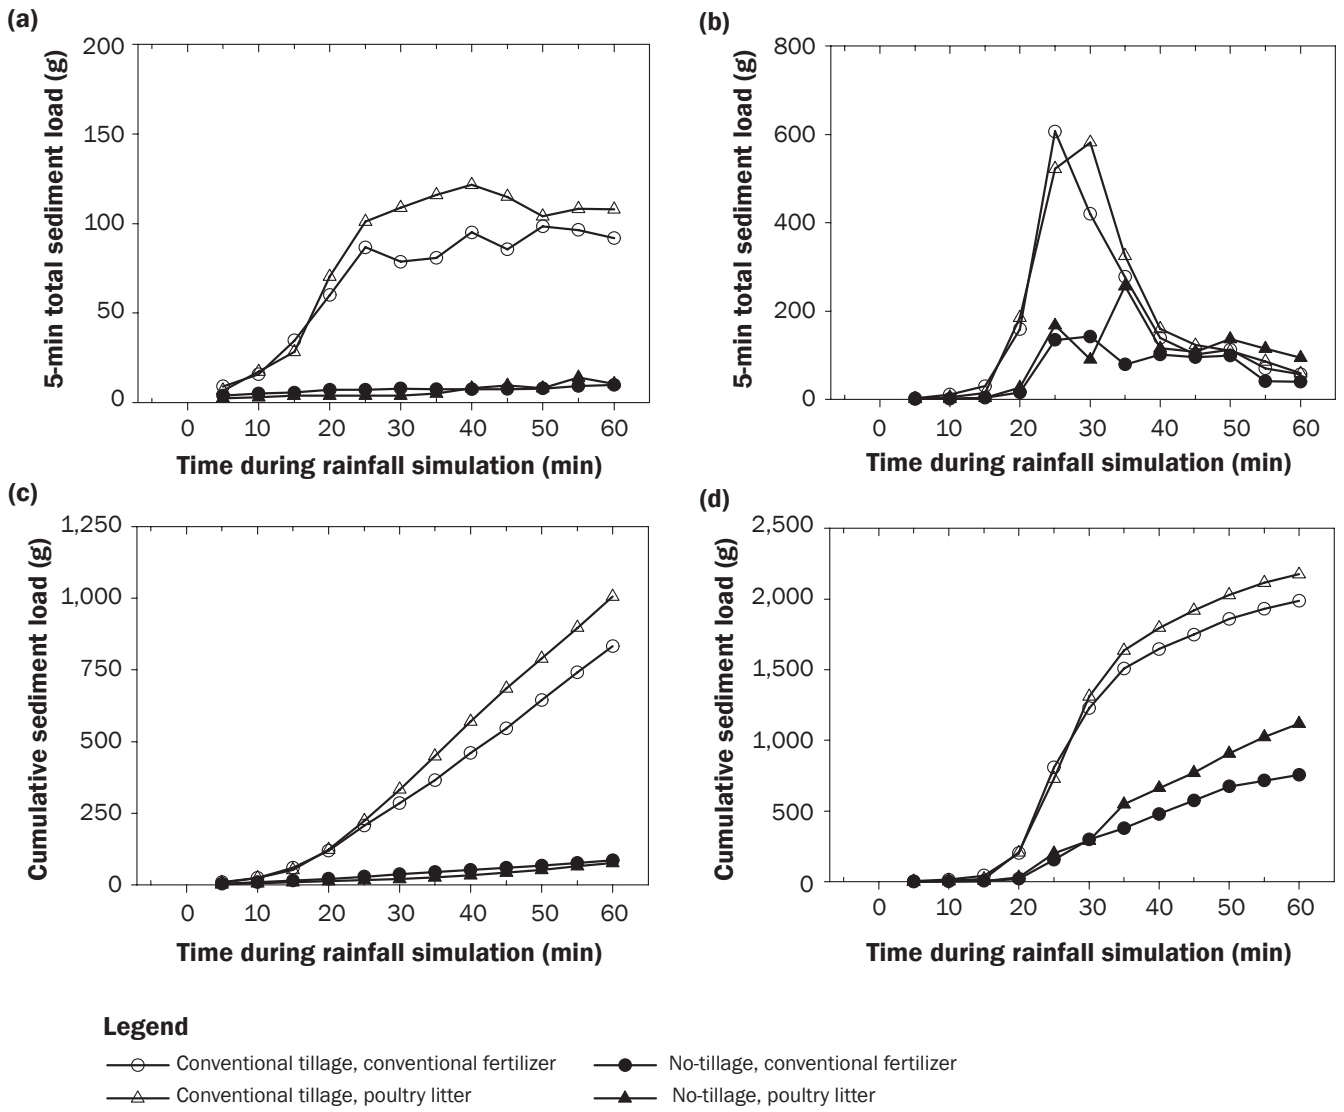 (a)
200
150
100
50
0
5-min total sediment load (g)
0 10 20 30 40 50 60
Time during rainfall simulation (min)
(b)
800
600
400
200
0
5-min total sediment load (g)
0 10 20 30 40 50 60
Time during rainfall simulation (min)
(c)
1,250
1,000
750
500
250
0
Cumulative sediment load (g)
0 10 20 30 40 50 60
Time during rainfall simulation (min)
(d)
2,500
2,000
1,500
1,000
500
0
Cumulative sediment load (g)
0 10 20 30 40 50 60
Time during rainfall simulation (min)
Legend
Conventional tillage, conventional fertilizer
No-tillage, conventional fertilizer
Conventional tillage, poultry litter
No-tillage, poultry litter